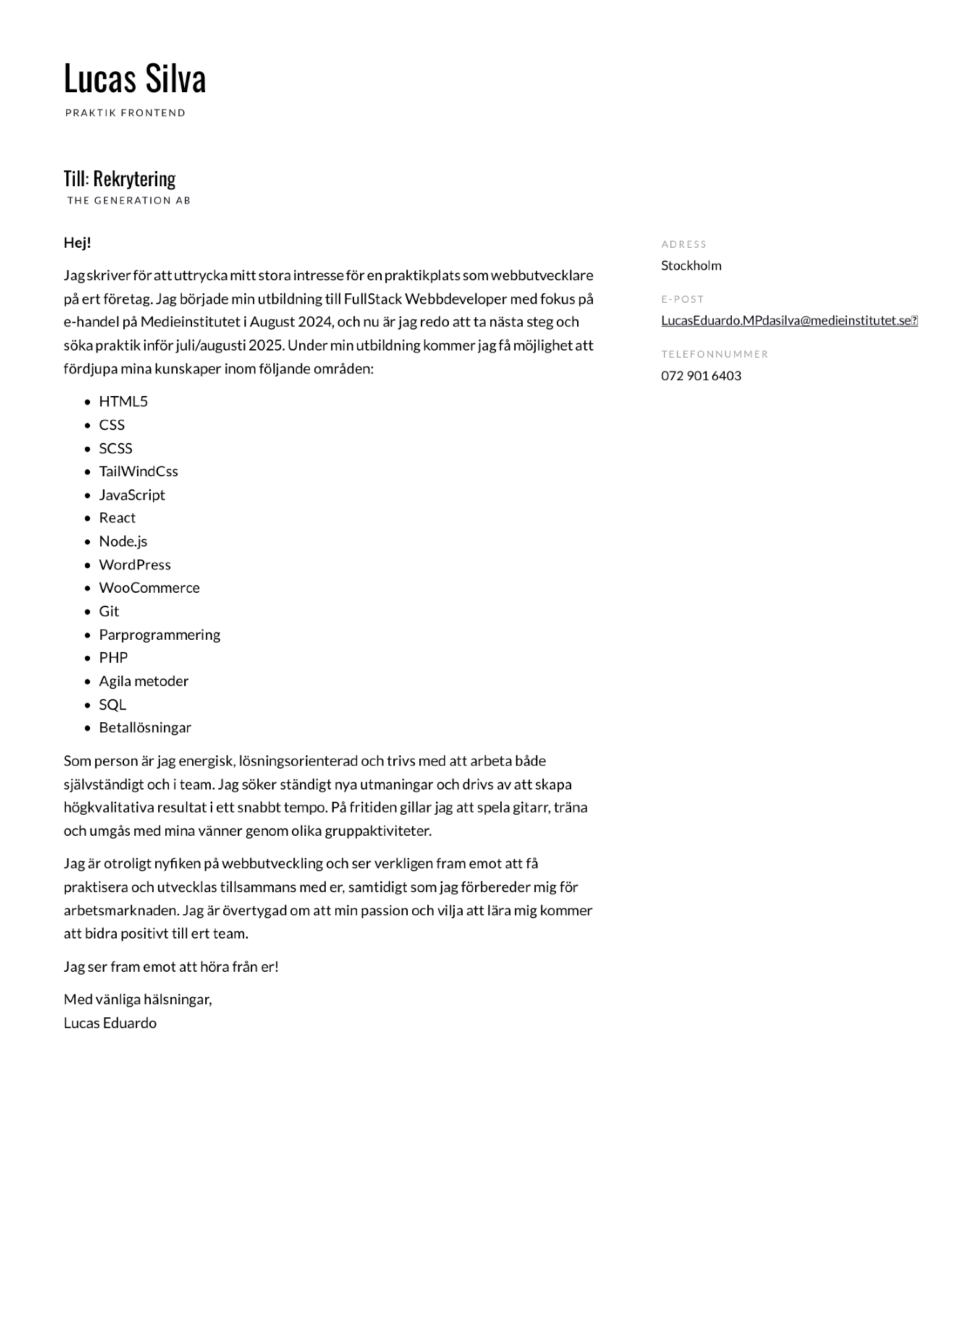 Lucas Silva
PRAKTIK FRONTEND
Till: Rekrytering
THE GENERATION AB
Hej!
Jag skriver för att uttrycka mitt stora intresse för en praktikplats som webbutvecklare
på ert företag. Jag började min utbildning till FullStack Webbdeveloper med fokus på
e-handel på Medieinstitutet i August 2024, och nu är jag redo att ta nästa steg och
söka praktik inför juli/augusti 2025. Under min utbildning kommer jag få möjlighet att
fördjupa mina kunskaper inom följande områden:
• HTML5
• CSS
• SCSS
• TailWindCss
• JavaScript
• React
• Node.js
• WordPress
• WooCommerce
• Git
• Parprogrammering
• PHP
• Agila metoder
• SQL
• Betallösningar
Som person är jag energisk, lösningsorienterad och trivs med att arbeta både
självständigt och i team. Jag söker ständigt nya utmaningar och drivs av att skapa
högkvalitativa resultat i ett snabbt tempo. På fritiden gillar jag att spela gitarr, träna
och umgås med mina vänner genom olika gruppaktiviteter.
Jag är otroligt nyfiken på webbutveckling och ser verkligen fram emot att få
praktisera och utvecklas tillsammans med er, samtidigt som jag förbereder mig för
arbetsmarknaden. Jag är övertygad om att min passion och vilja att lära mig kommer
att bidra positivt till ert team.
Jag ser fram emot att höra från er!
Med vänliga hälsningar,
Lucas Eduardo
ADRESS
Stockholm
E-POST
LucasEduardo.MPdasilva@medieinstitutet.se
TELEFONNUMMER
072 901 6403